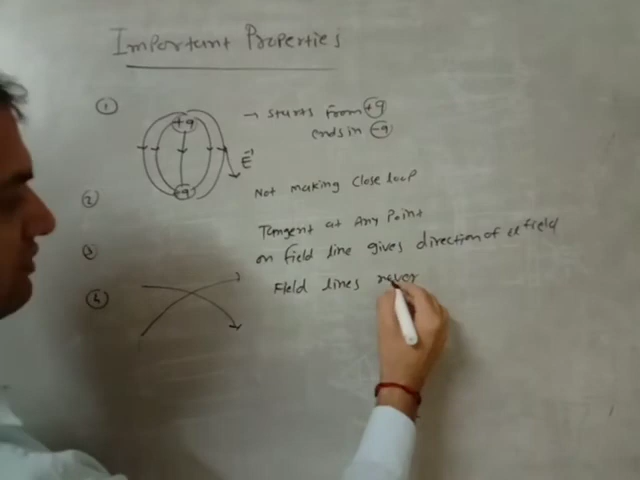 Important Properties
① +q → starts from +q
ends in -q
E
-q
② Not making close loop
③ Tangent at Any Point
on field line gives direction of el field
④ Field lines never